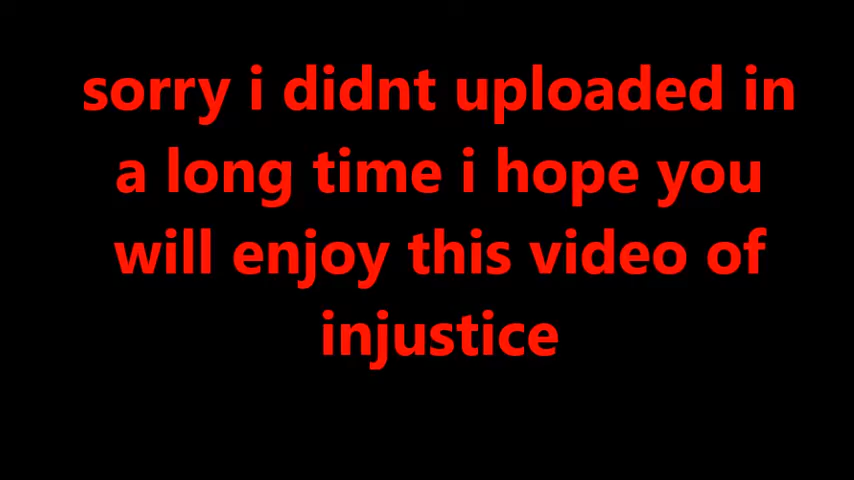 sorry i didnt uploaded in
a long time i hope you
will enjoy this video of
injustice